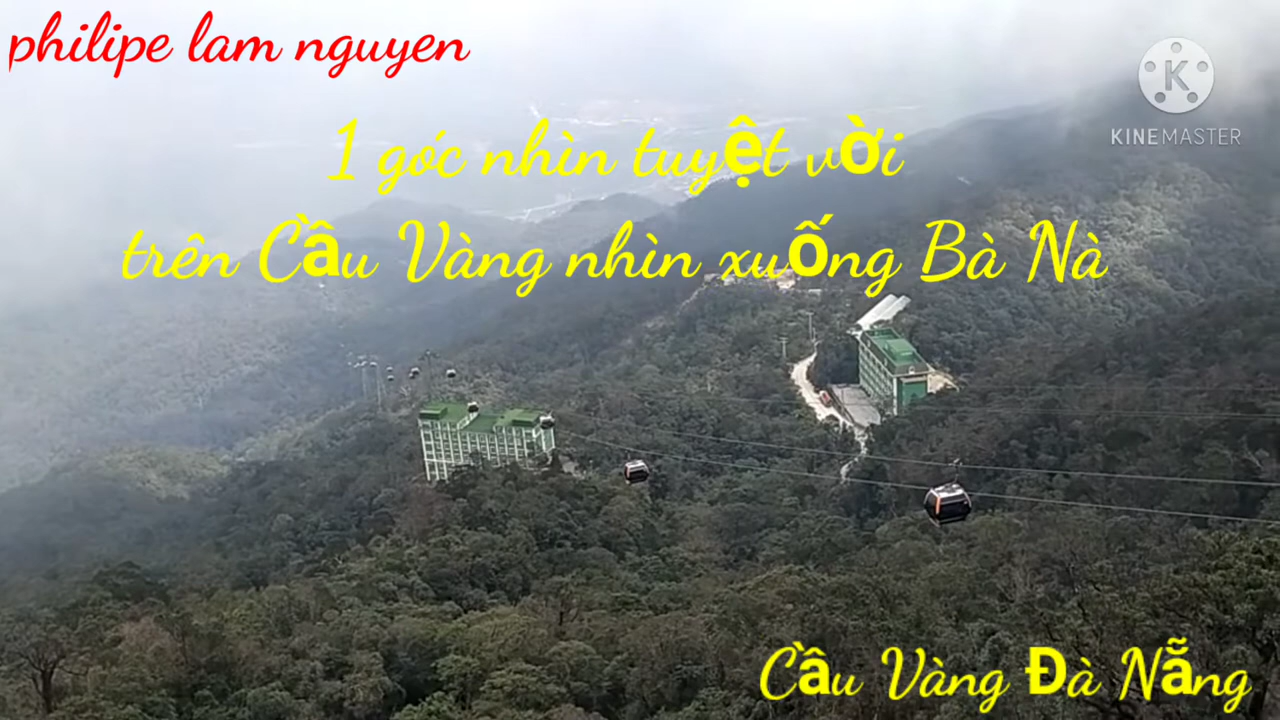 philipe lam nguyen
K
KINEMASTER
1 góc nhìn tuyệt vời
trên Cầu Vàng nhìn xuống Bà Nà
Cầu Vàng Đà Nẵng